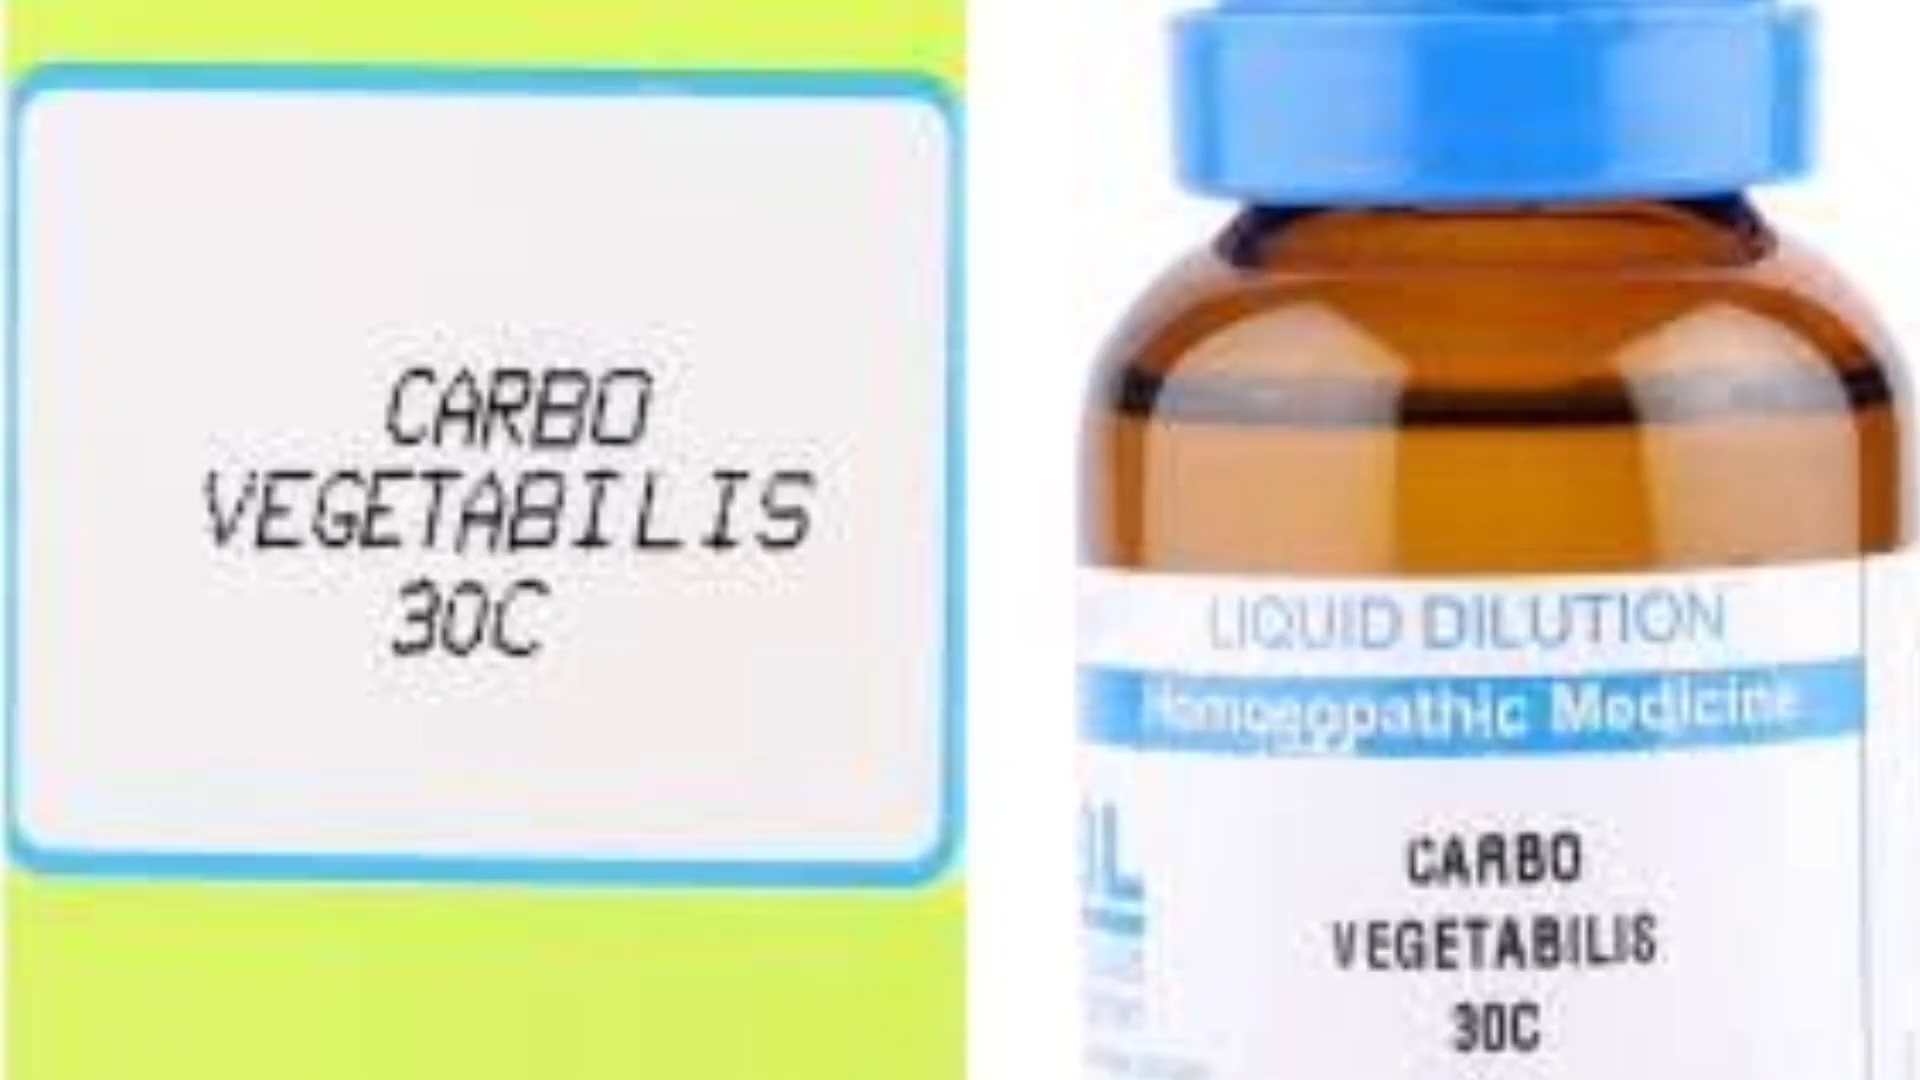 CARBO
VEGETABILIS
30C
LIQUID DILUTION
Homoeopathic Medicine
CARBO
VEGETABILIS
30C